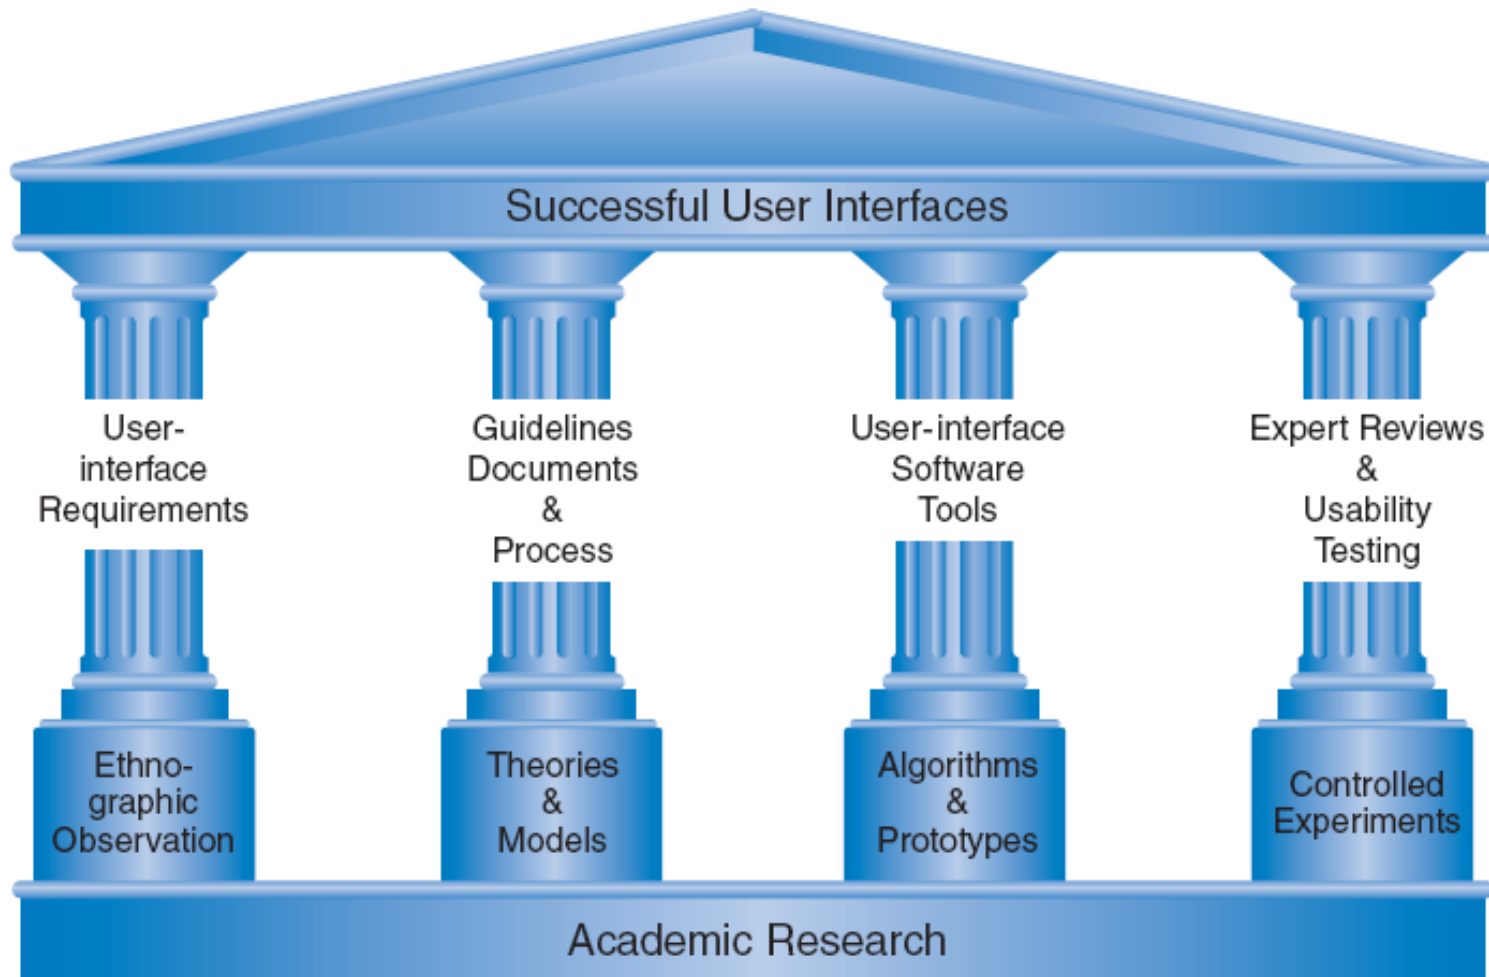 Successful User Interfaces
User-
interface
Requirements
Guidelines
Documents
&
Process
User-interface
Software
Tools
Expert Reviews
&
Usability
Testing
Ethno-
graphic
Observation
Theories
&
Models
Algorithms
&
Prototypes
Controlled
Experiments
Academic Research